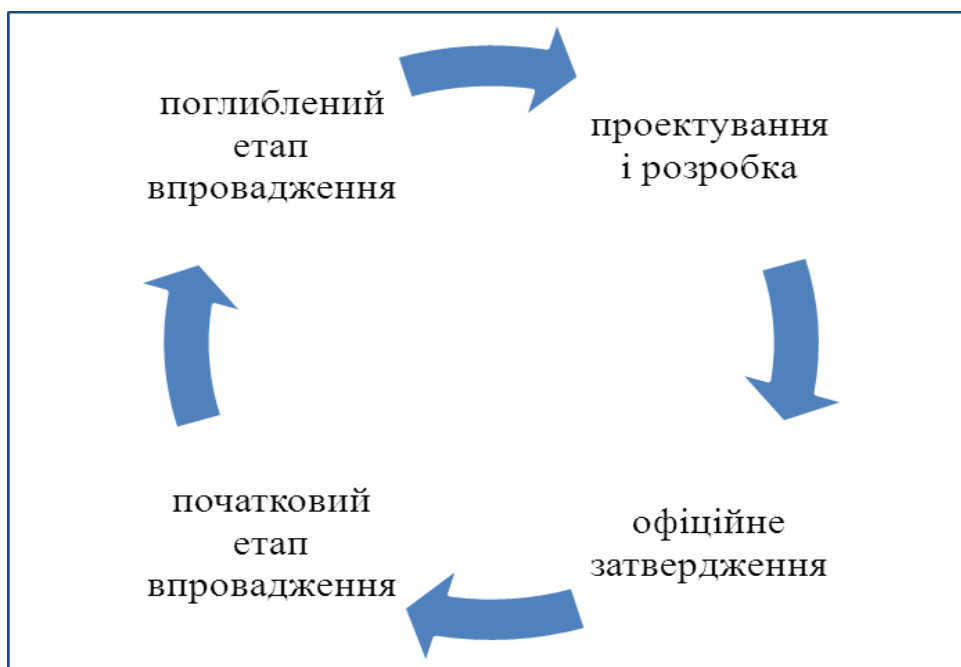 поглиблений
етап
впровадження
проектування
і розробка
початковий
етап
впровадження
офіційне
затвердження